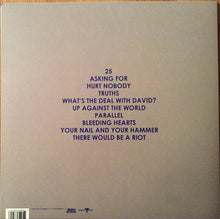 25
ASKING FOR
HURT NOBODY
TRUTHS
WHAT'S THE DEAL WITH DAVID?
UP AGAINST THE WORLD
PARALLEL
BLEEDING HEARTS
YOUR NAIL AND YOUR HAMMER
THERE WOULD BE A RIOT